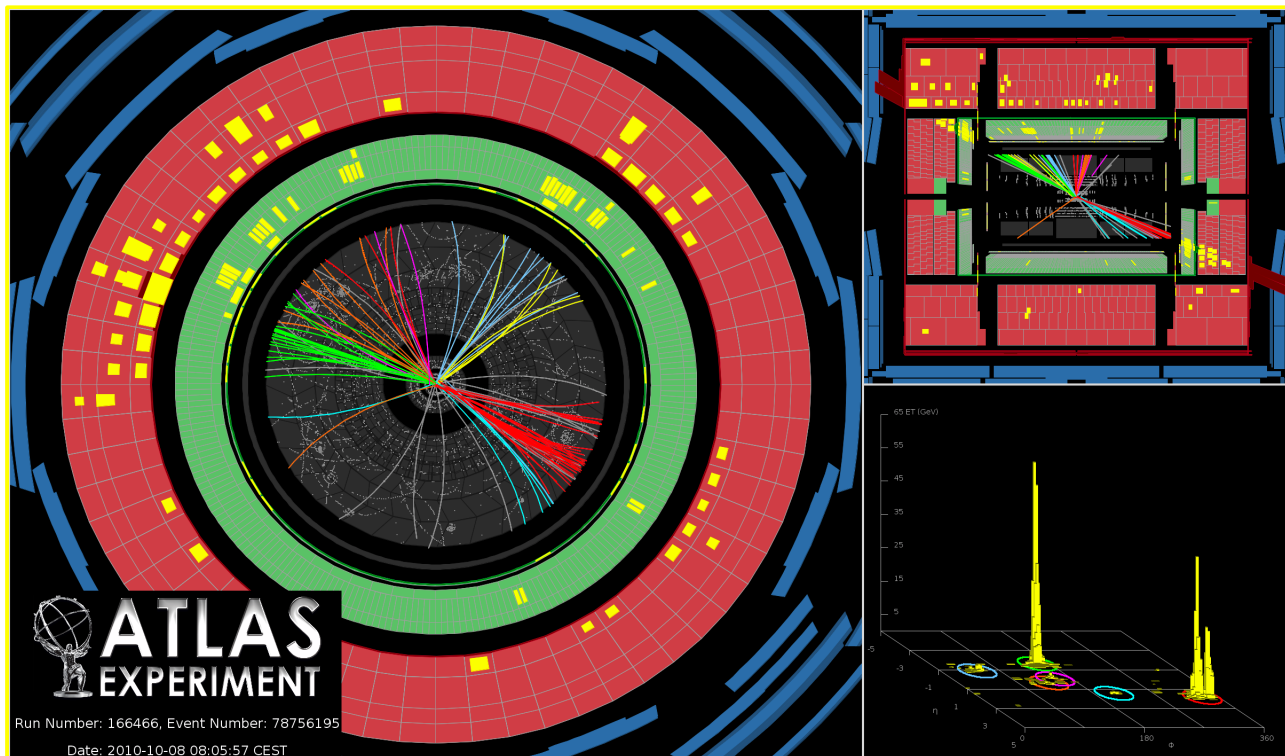 ATLAS
EXPERIMENT
Run Number: 166466, Event Number: 78756195
Date: 2010-10-08 08:05:57 CEST
65 ET (GeV)
55
45
35
25
15
5
-5
-3
-1
η
1
3
5
0
180
Φ
360